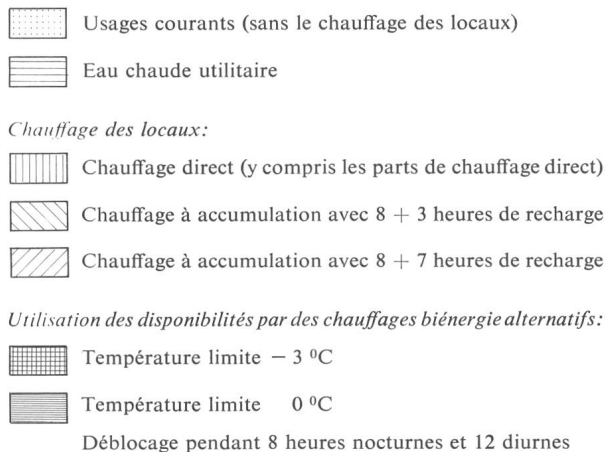 Usages courants (sans le chauffage des locaux)
Eau chaude utilitaire
Chauffage des locaux:
Chauffage direct (y compris les parts de chauffage direct)
Chauffage à accumulation avec 8 + 3 heures de recharge
Chauffage à accumulation avec 8 + 7 heures de recharge
Utilisation des disponibilités par des chauffages biénergie alternatifs:
Température limite − 3 ⁰C
Température limite 0 ⁰C
Déblocage pendant 8 heures nocturnes et 12 diurnes